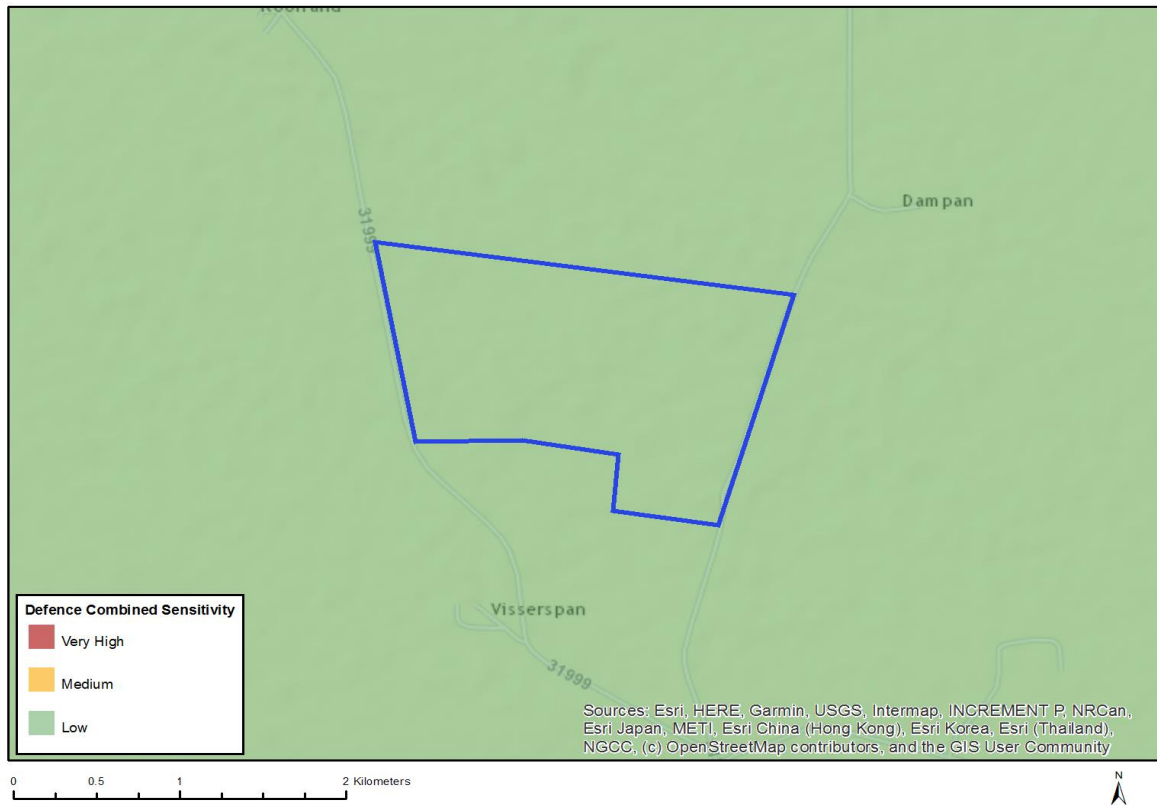 31999
Dampan
Visserspan
31999
Defence Combined Sensitivity
Very High
Medium
Low
Sources: Esri, HERE, Garmin, USGS, Intermap, INCREMENT P, NRCan,
Esri Japan, METI, Esri China (Hong Kong), Esri Korea, Esri (Thailand),
NGCC, (c) OpenStreetMap contributors, and the GIS User Community
0 0.5 1 2 Kilometers
N